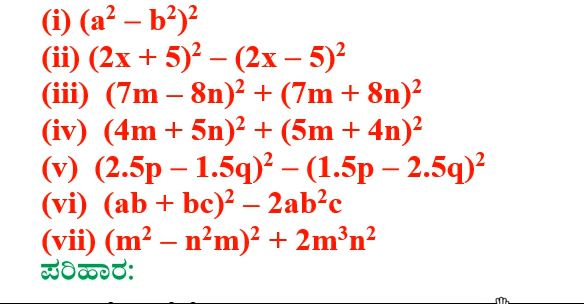 (i) (a² – b²)²
(ii) (2x + 5)² – (2x – 5)²
(iii) (7m – 8n)² + (7m + 8n)²
(iv) (4m + 5n)² + (5m + 4n)²
(v) (2.5p – 1.5q)² – (1.5p – 2.5q)²
(vi) (ab + bc)² – 2ab²c
(vii) (m² – n²m)² + 2m³n²
ಪರಿಹಾರ: